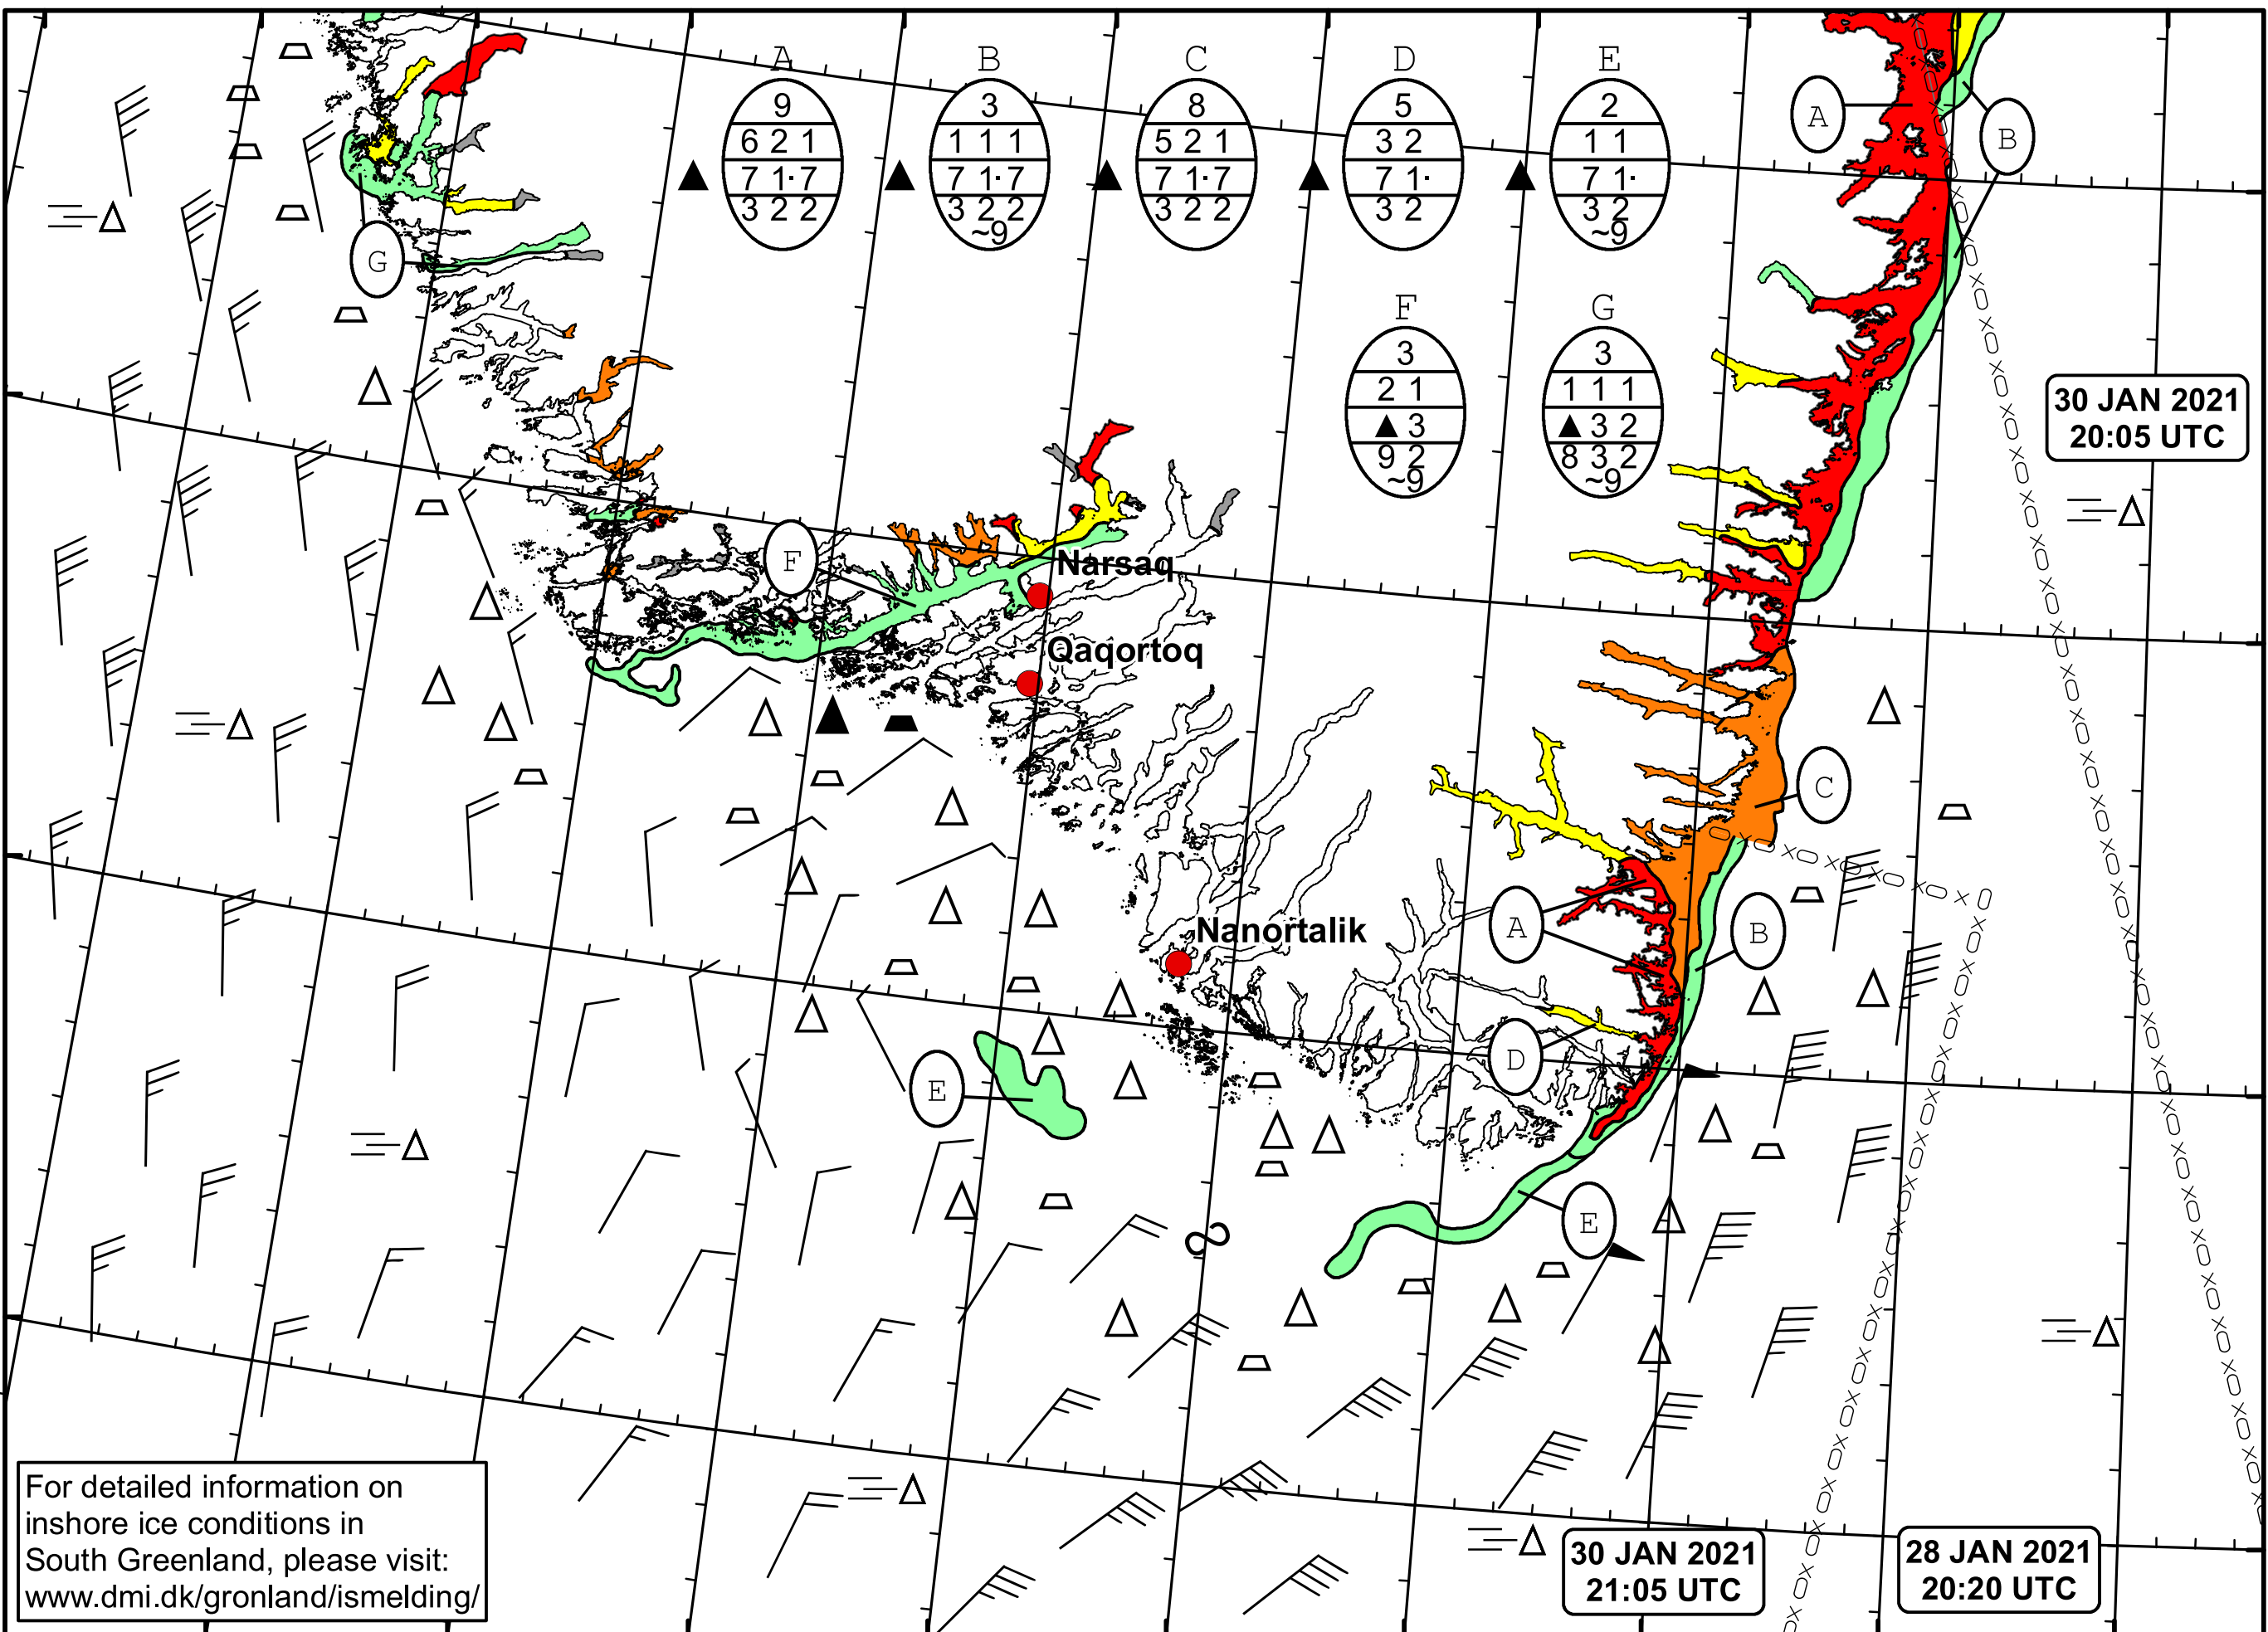 A
9
6 2 1
7 1· 7
3 2 2
B
3
1 1 1
7 1· 7
3 2 2
~9
C
8
5 2 1
7 1· 7
3 2 2
D
5
3 2
7 1·
3 2
E
2
1 1
7 1·
3 2
~9
F
3
2 1
▲ 3
9 2
~9
G
3
1 1 1
▲ 3 2
8 3 2
~9
A
B
G
30 JAN 2021
20:05 UTC
F
Narsaq
Qaqortoq
C
A
B
Nanortalik
D
E
E
For detailed information on
inshore ice conditions in
South Greenland, please visit:
www.dmi.dk/gronland/ismelding/
30 JAN 2021
21:05 UTC
28 JAN 2021
20:20 UTC